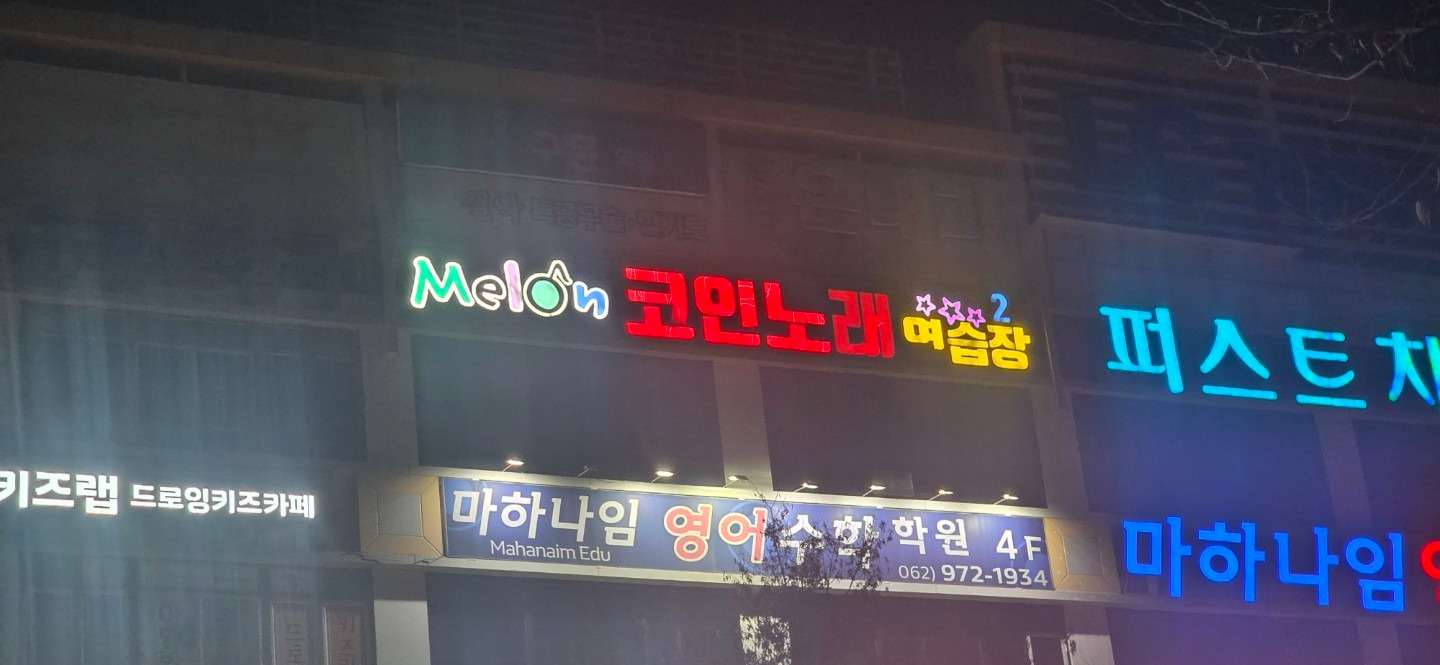 Melon 코인노래 여습장 2
퍼스트
키즈랩 드로잉키즈카페
마하나임 영어 수학 학원 4F
Mahanaim Edu
062) 972-1934
마하나임